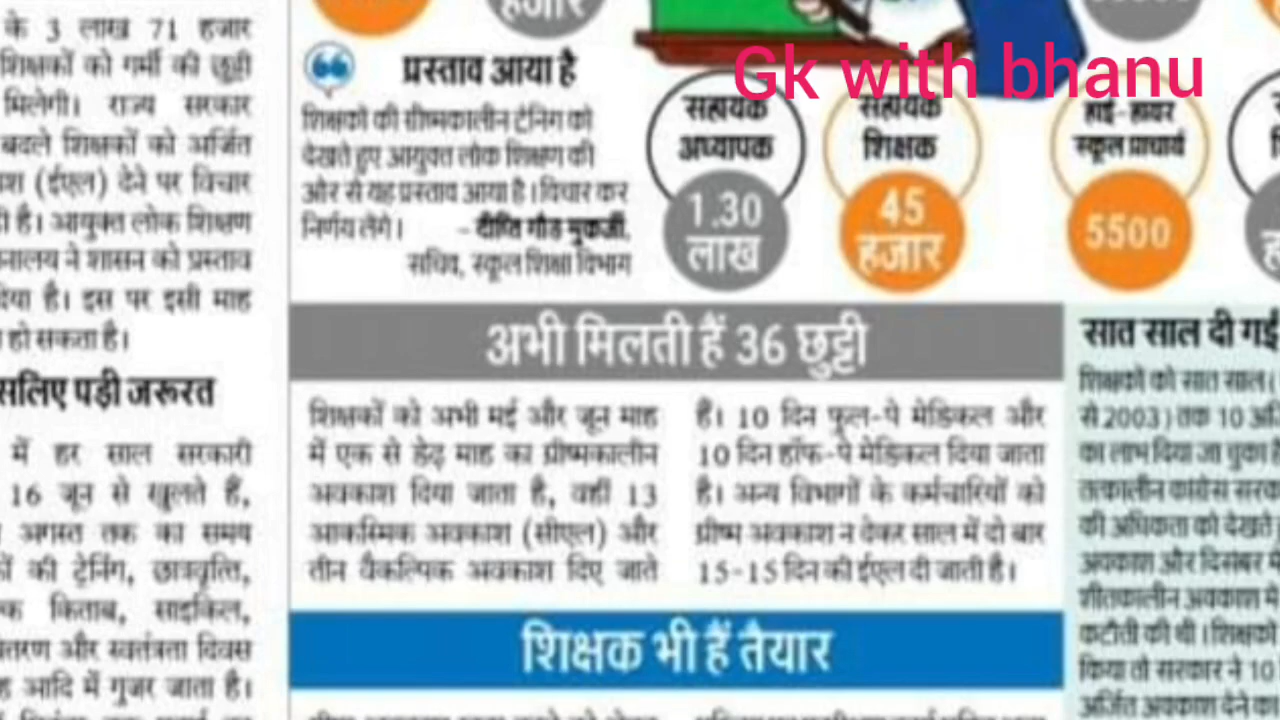 Gk with bhanu
के 3 लाख 71 हजार
शिक्षकों को गर्मी की छुट्टी
मिलेगी। राज्य सरकार
बदले शिक्षकों को अर्जित
(ईएल) देने पर विचार
है। आयुक्त लोक शिक्षण
ने शासन को प्रस्ताव
है। इस पर इसी माह
हो सकता है।
पड़ी जरूरत
में हर साल सरकारी
16 जून से खुलते हैं,
अगस्त तक का समय
की ट्रेनिंग, छात्रवृत्ति,
किताब, साइकिल,
और स्वतंत्रता दिवस
आदि में गुजर जाता है।
हजार
प्रस्ताव आया है
शिक्षकों की ग्रीष्मकालीन ट्रेनिंग को
देखते हुए आयुक्त लोक शिक्षण की
ओर से यह प्रस्ताव आया है। विचार कर
निर्णय लेंगे। - दीप्ति गौड मुकर्जी,
सचिव, स्कूल शिक्षा विभाग
सहायक
अध्यापक
1.30
लाख
सहायक
शिक्षक
45
हजार
हाई-हायर
स्कूल प्राचार्य
5500
अभी मिलती हैं 36 छुट्टी
शिक्षकों को अभी मई और जून माह
में एक से डेढ़ माह का ग्रीष्मकालीन
अवकाश दिया जाता है, वहीं 13
आकस्मिक अवकाश (सीएल) और
तीन वैकल्पिक अवकाश दिए जाते
हैं। 10 दिन फुल-पे मेडिकल और
10 दिन हॉफ-पे मेडिकल दिया जाता
है। अन्य विभागों के कर्मचारियों को
ग्रीष्म अवकाश न देकर साल में दो बार
15-15 दिन की ईएल दी जाती है।
शिक्षक भी हैं तैयार
सात साल दी गई
शिक्षकों को सात साल (
से 2003) तक 10
का लाभ दिया जा चुका
तत्कालीन कांग्रेस
की अधिकता को देखते
अवकाश और दिसंबर
शीतकालीन अवकाश में
कटौती की थी। शिक्षकों
किया तो सरकार ने 10
अर्जित अवकाश देने का